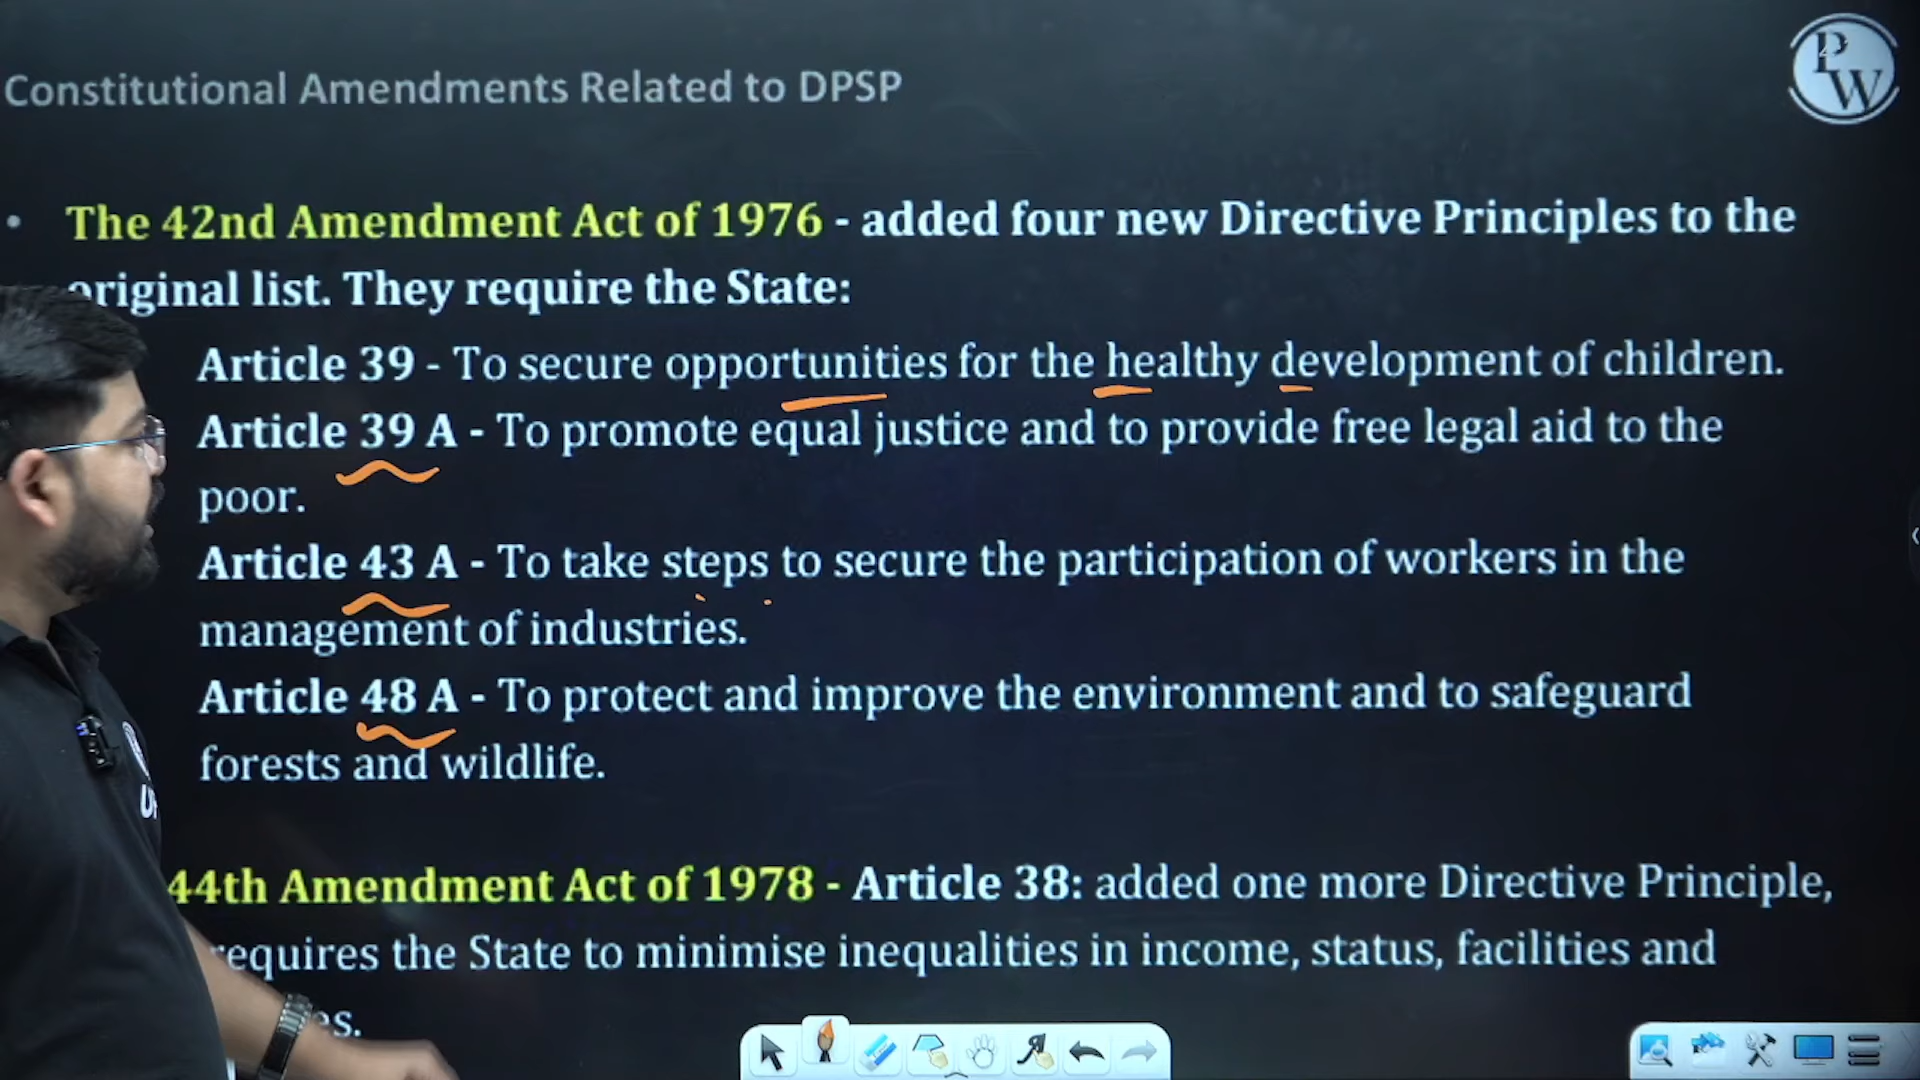 PW
Constitutional Amendments Related to DPSP
• The 42nd Amendment Act of 1976 - added four new Directive Principles to the
original list. They require the State:
Article 39 - To secure opportunities for the healthy development of children.
Article 39 A - To promote equal justice and to provide free legal aid to the
poor.
Article 43 A - To take steps to secure the participation of workers in the
management of industries.
Article 48 A - To protect and improve the environment and to safeguard
forests and wildlife.
44th Amendment Act of 1978 - Article 38: added one more Directive Principle,
requires the State to minimise inequalities in income, status, facilities and